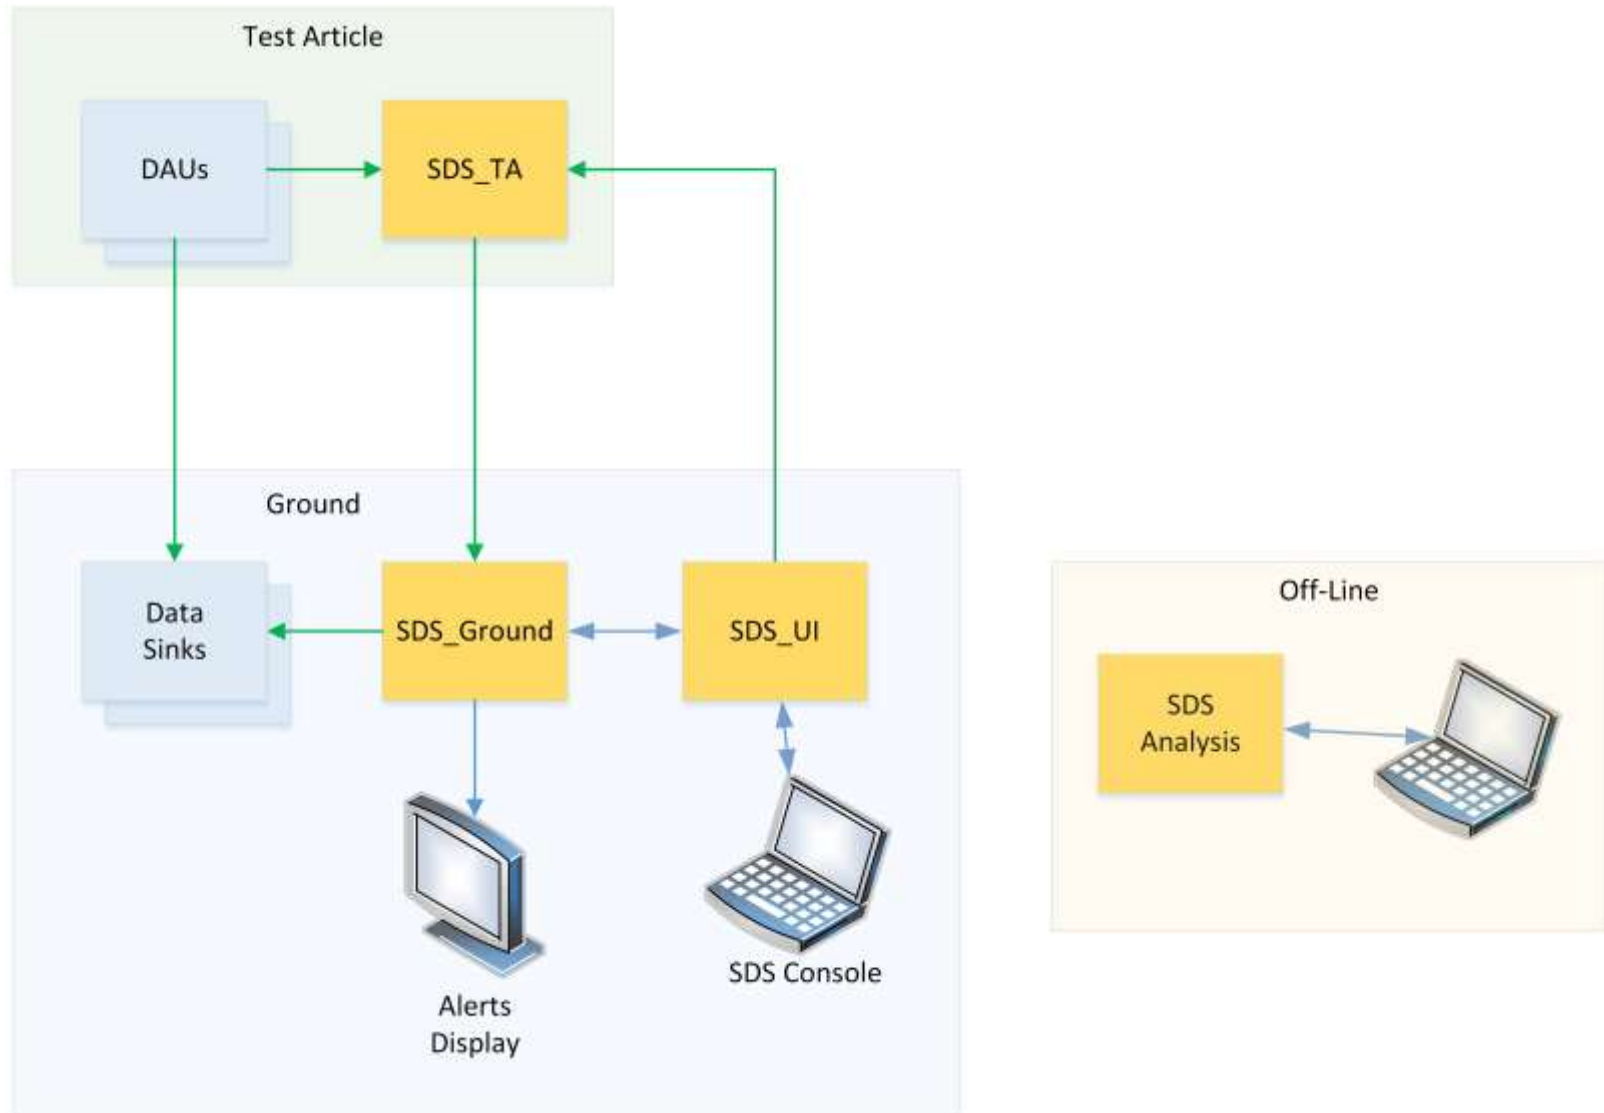 Test Article
DAUs
SDS_TA
Ground
Data
Sinks
SDS_Ground
SDS_UI
Alerts
Display
SDS Console
Off-Line
SDS
Analysis